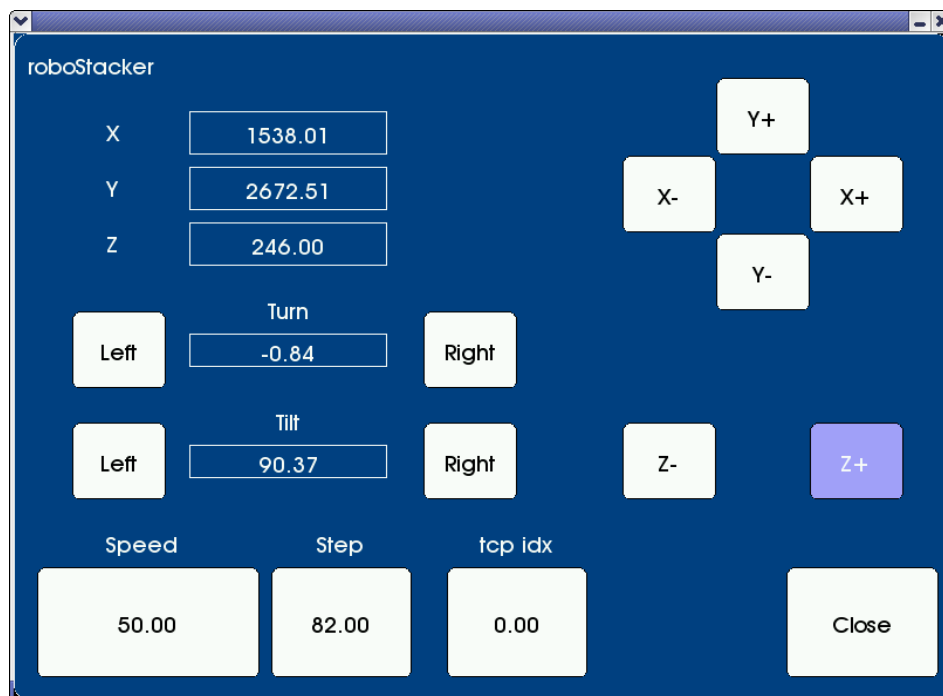 roboStacker
Y+
X 1538.01
Y 2672.51
X- X+
Z 246.00
Y-
Turn
Left -0.84 Right
Tilt
Left 90.37 Right Z- Z+
Speed Step tcp idx
50.00 82.00 0.00 Close